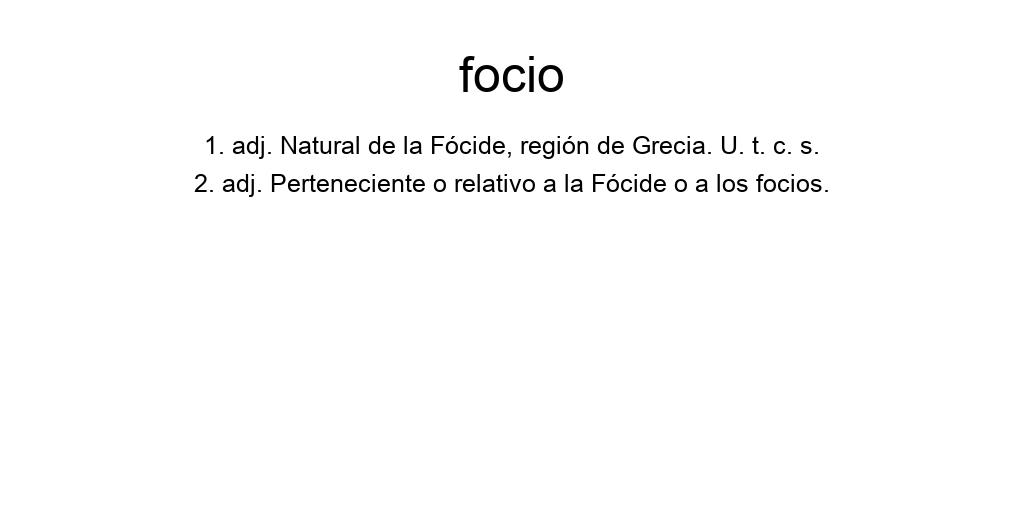 focio
1. adj. Natural de la Fócide, región de Grecia. U. t. c. s.
2. adj. Perteneciente o relativo a la Fócide o a los focios.